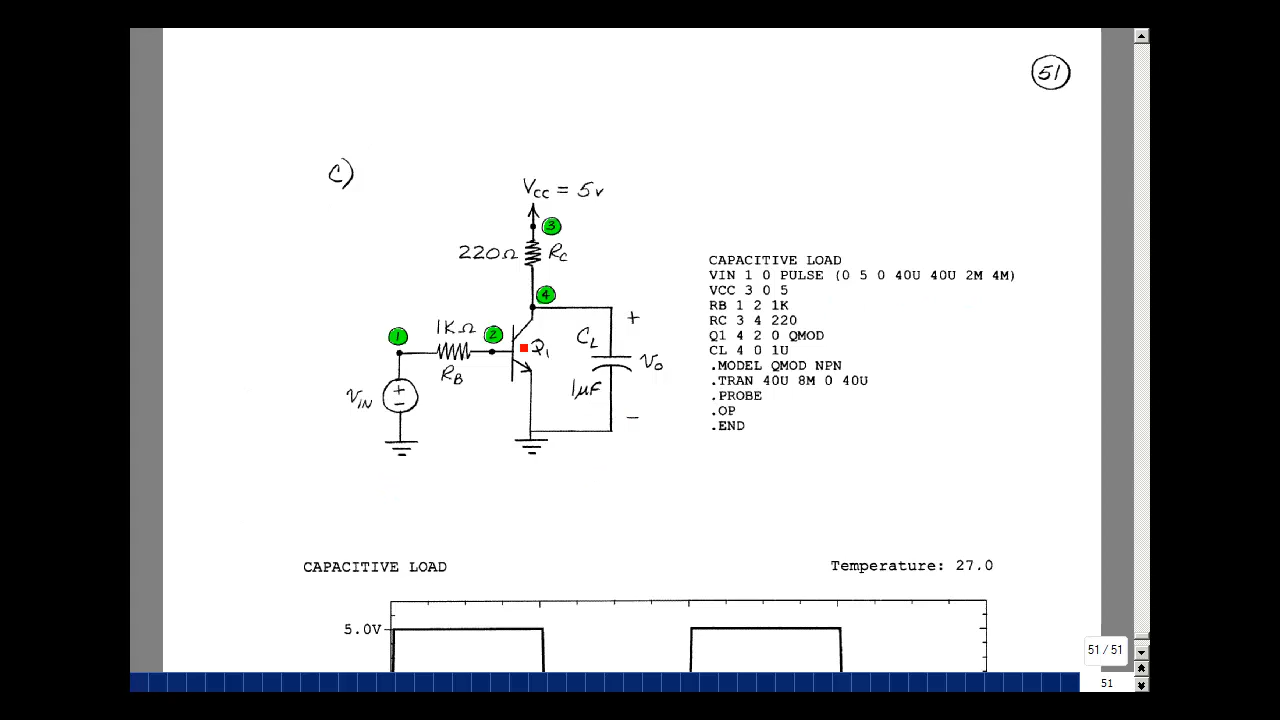 51
C)
VCC = 5v
3
220Ω RC
4
1KΩ
1
2
Q1
RB
VIN
CL
1μF
+
vo
−
+
−
CAPACITIVE LOAD
VIN 1 0 PULSE (0 5 0 40U 40U 2M 4M)
VCC 3 0 5
RB 1 2 1K
RC 3 4 220
Q1 4 2 0 QMOD
CL 4 0 1U
.MODEL QMOD NPN
.TRAN 40U 8M 0 40U
.PROBE
.OP
.END
CAPACITIVE LOAD Temperature: 27.0
5.0V
51 / 51
51